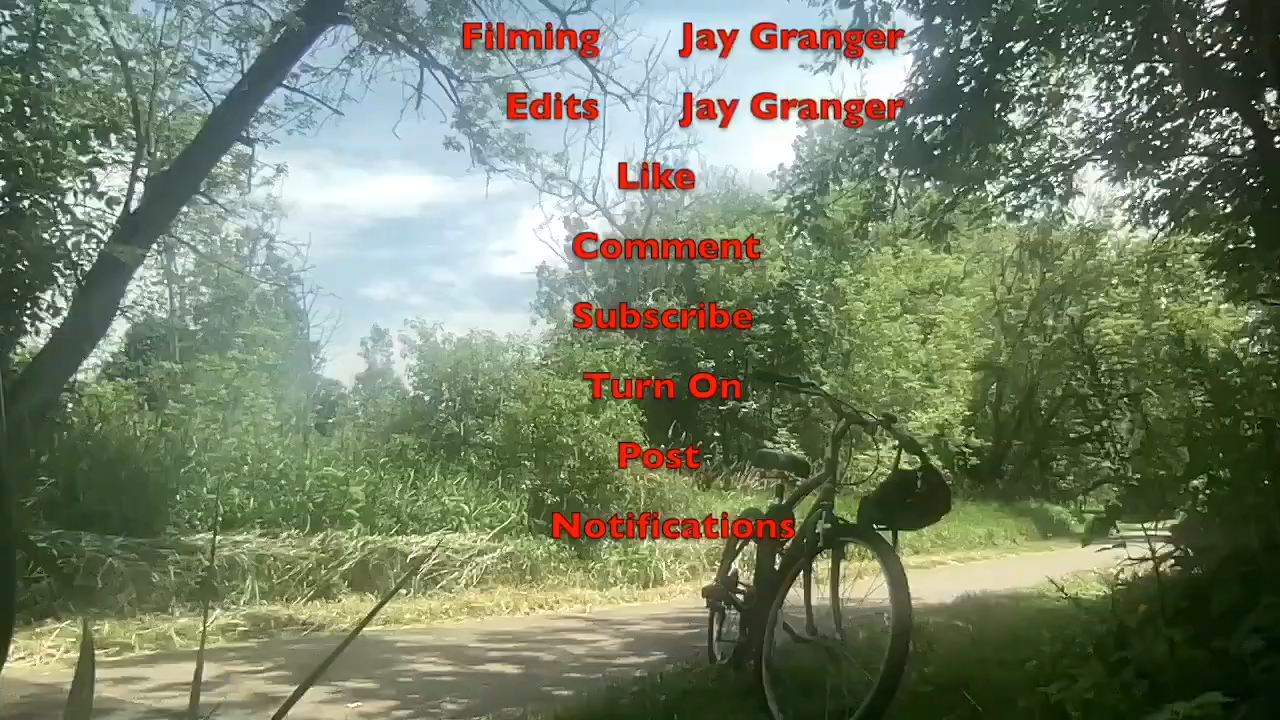 Filming Jay Granger
Edits Jay Granger
Like
Comment
Subscribe
Turn On
Post
Notifications